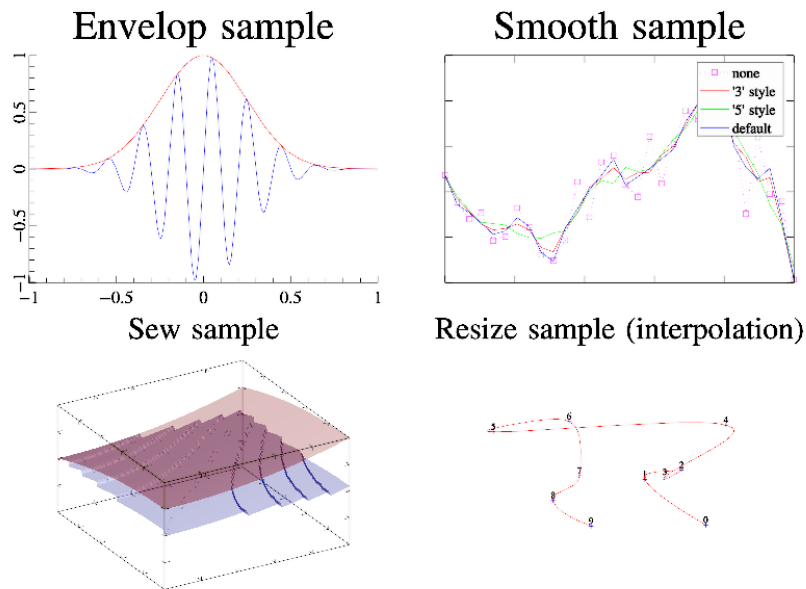 Envelop sample
Smooth sample
1
0.5
0
−0.5
−1
−1
−0.5
0
0.5
1
none
'3' style
'5' style
default
Sew sample
Resize sample (interpolation)
6
5
4
7
3
2
1
8
9
0